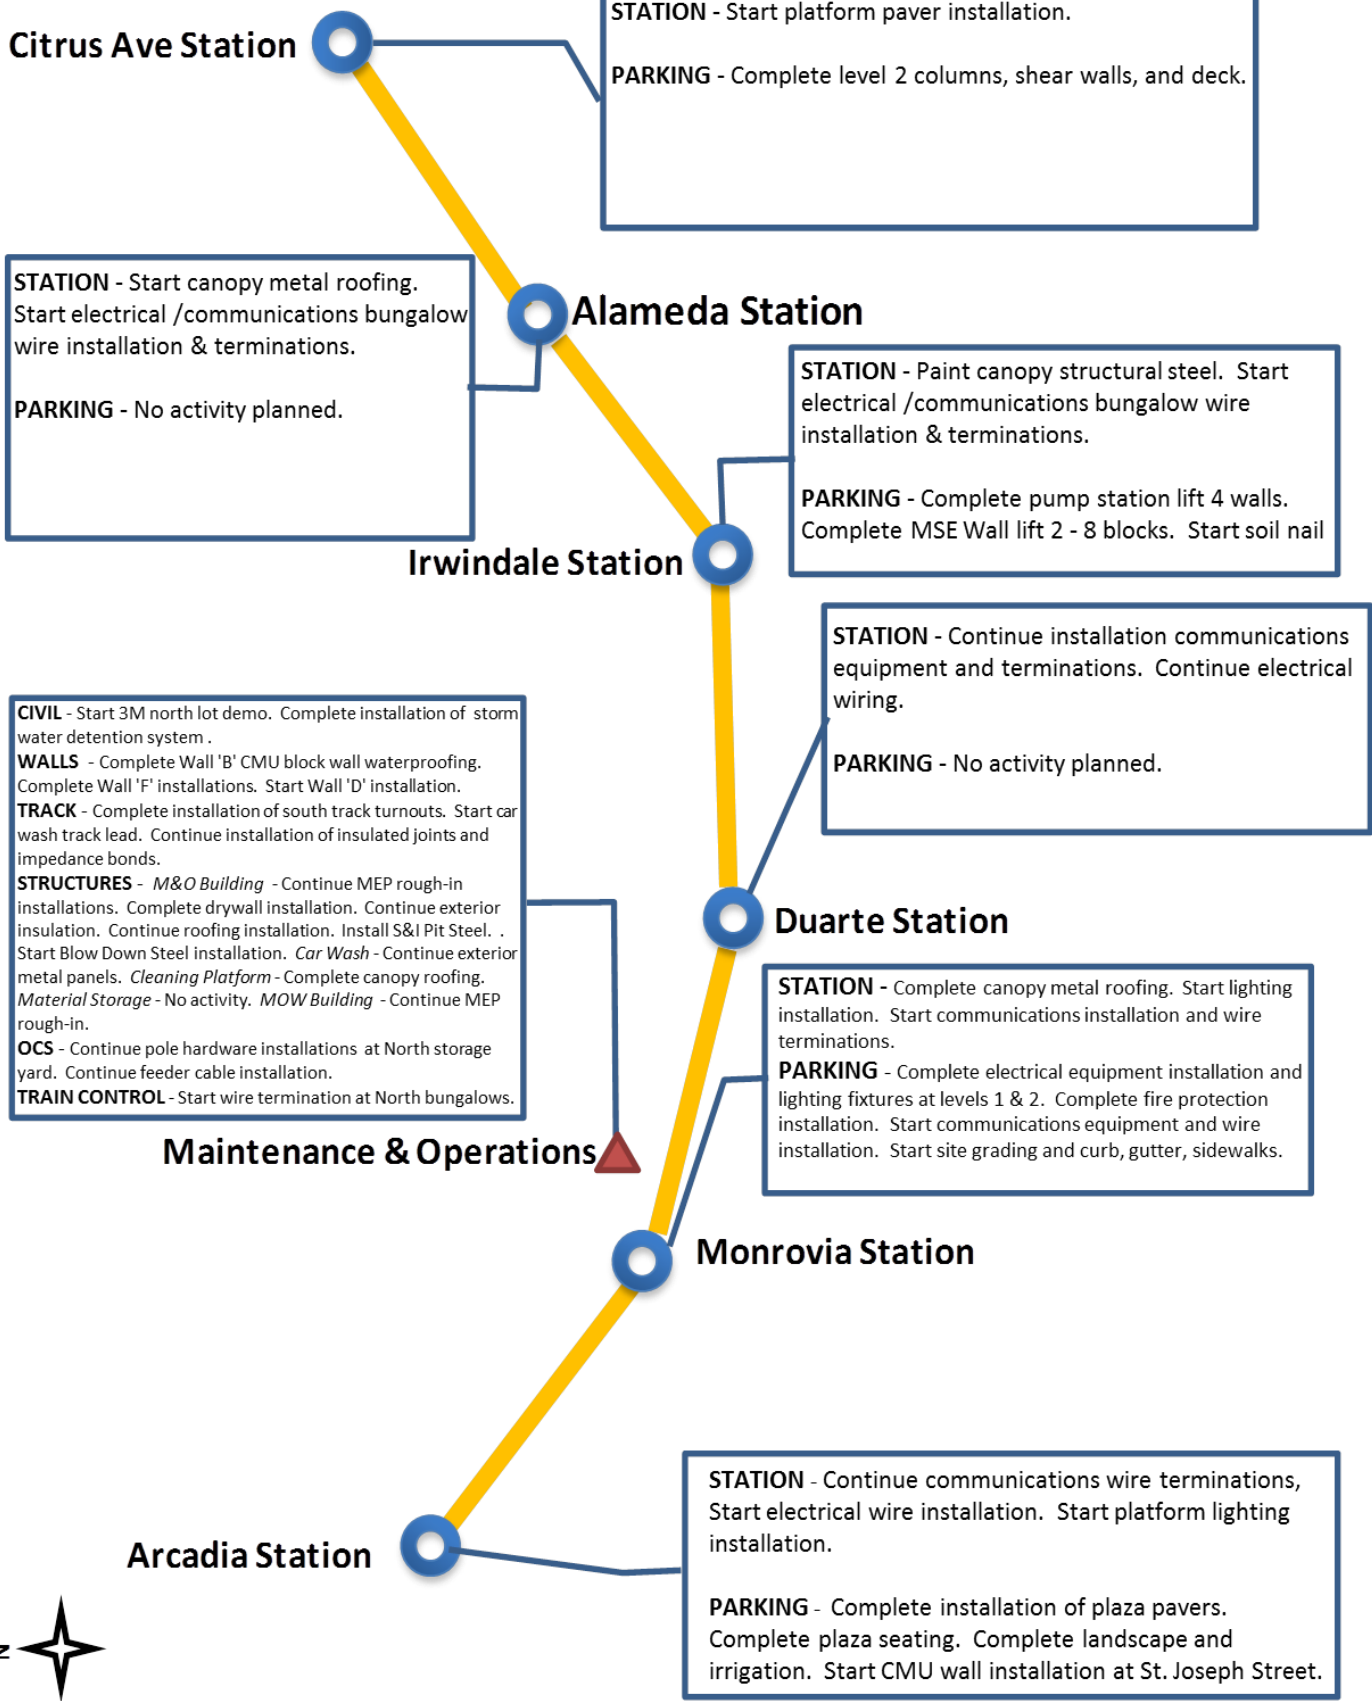 STATION - Start platform paver installation.
Citrus Ave Station
PARKING - Complete level 2 columns, shear walls, and deck.
STATION - Start canopy metal roofing.
Start electrical /communications bungalow
wire installation & terminations.
PARKING - No activity planned.
Alameda Station
STATION - Paint canopy structural steel. Start
electrical /communications bungalow wire
installation & terminations.
PARKING - Complete pump station lift 4 walls.
Complete MSE Wall lift 2 - 8 blocks. Start soil nail
Irwindale Station
STATION - Continue installation communications
equipment and terminations. Continue electrical
wiring.
PARKING - No activity planned.
CIVIL - Start 3M north lot demo. Complete installation of storm
water detention system .
WALLS - Complete Wall 'B' CMU block wall waterproofing.
Complete Wall 'F' installations. Start Wall 'D' installation.
TRACK - Complete installation of south track turnouts. Start car
wash track lead. Continue installation of insulated joints and
impedance bonds.
STRUCTURES - M&O Building - Continue MEP rough-in
installations. Complete drywall installation. Continue exterior
insulation. Continue roofing installation. Install S&I Pit Steel. .
Start Blow Down Steel installation. Car Wash - Continue exterior
metal panels. Cleaning Platform - Complete canopy roofing.
Material Storage - No activity. MOW Building - Continue MEP
rough-in.
OCS - Continue pole hardware installations at North storage
yard. Continue feeder cable installation.
TRAIN CONTROL - Start wire termination at North bungalows.
Duarte Station
STATION - Complete canopy metal roofing. Start lighting
installation. Start communications installation and wire
terminations.
PARKING - Complete electrical equipment installation and
lighting fixtures at levels 1 & 2. Complete fire protection
installation. Start communications equipment and wire
installation. Start site grading and curb, gutter, sidewalks.
Maintenance & Operations
Monrovia Station
STATION - Continue communications wire terminations,
Start electrical wire installation. Start platform lighting
installation.
PARKING - Complete installation of plaza pavers.
Complete plaza seating. Complete landscape and
irrigation. Start CMU wall installation at St. Joseph Street.
Arcadia Station
N